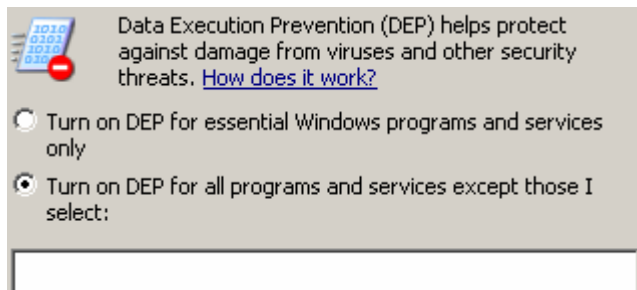 Data Execution Prevention (DEP) helps protect
against damage from viruses and other security
threats. How does it work?
Turn on DEP for essential Windows programs and services
only
Turn on DEP for all programs and services except those I
select: